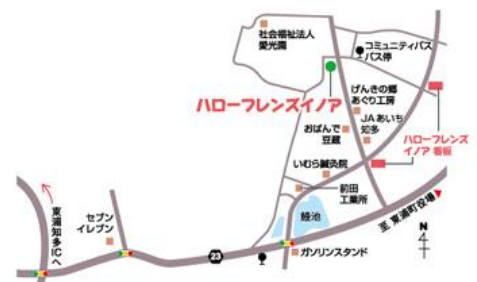 社会福祉法人
愛光園
コミュニティバス
バス停
ハローフレンズイノア
げんきの郷
あぐり工房
JAあいち
知多
おばんで
豆蔵
ハローフレンズ
イノア 看板
いむら鍼灸院
前田
工業所
鰻池
至 東浦町役場
N
4
東浦知多ICへ
セブン
イレブン
23
ガソリンスタンド